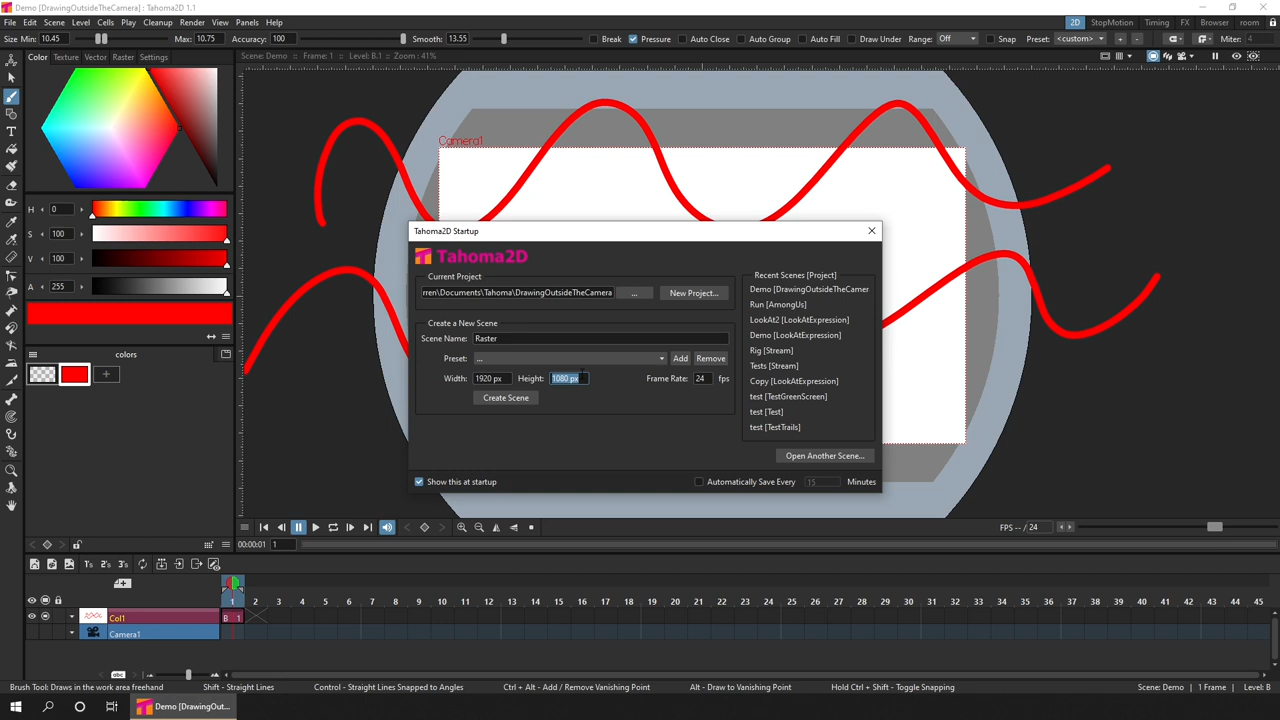 Demo [DrawingOutsideTheCamera] : Tahoma2D 1.1
File Edit Scene Level Cells Play Cleanup Render View Panels Help
2D StopMotion Timing FX Browser room
Size Min: 10.45 Max: 10.75 Accuracy: 100 Smooth: 13.55 Break Pressure Auto Close Auto Group Auto Fill Draw Under Range: Off Snap Preset: <custom> + - Miter: 4
Color Texture Vector Raster Settings
Scene: Demo :: Frame: 1 :: Level: B.1 :: Zoom : 41%
Camera1
H 0
S 100
V 100
A 255
colors
Tahoma2D Startup
Tahoma2D
Current Project
rren\Documents\Tahoma\DrawingOutsideTheCamera ... New Project...
Create a New Scene
Scene Name: Raster
Preset: ... Add Remove
Width: 1920 px Height: 1080 px Frame Rate: 24 fps
Create Scene
Recent Scenes [Project]
Demo [DrawingOutsideTheCamer
Run [AmongUs]
LookAt2 [LookAtExpression]
Demo [LookAtExpression]
Rig [Stream]
Tests [Stream]
Copy [LookAtExpression]
test [TestGreenScreen]
test [Test]
test [TestTrails]
Open Another Scene...
Show this at startup
Automatically Save Every 15 Minutes
FPS -- / 24
00:00:01 1
1's 2's 3's
1 2 3 4 5 6 7 8 9 10 11 12 13 14 15 16 17 18 19 20 21 22 23 24 25 26 27 28 29 30 31 32 33 34 35 36 37 38 39 40 41 42 43 44 45
Col1 B 1
Camera1
abc
Brush Tool: Draws in the work area freehand Shift - Straight Lines Control - Straight Lines Snapped to Angles Ctrl + Alt - Add / Remove Vanishing Point Alt - Draw to Vanishing Point Hold Ctrl + Shift - Toggle Snapping Scene: Demo | 1 Frame | Level: B
Demo [DrawingOut...